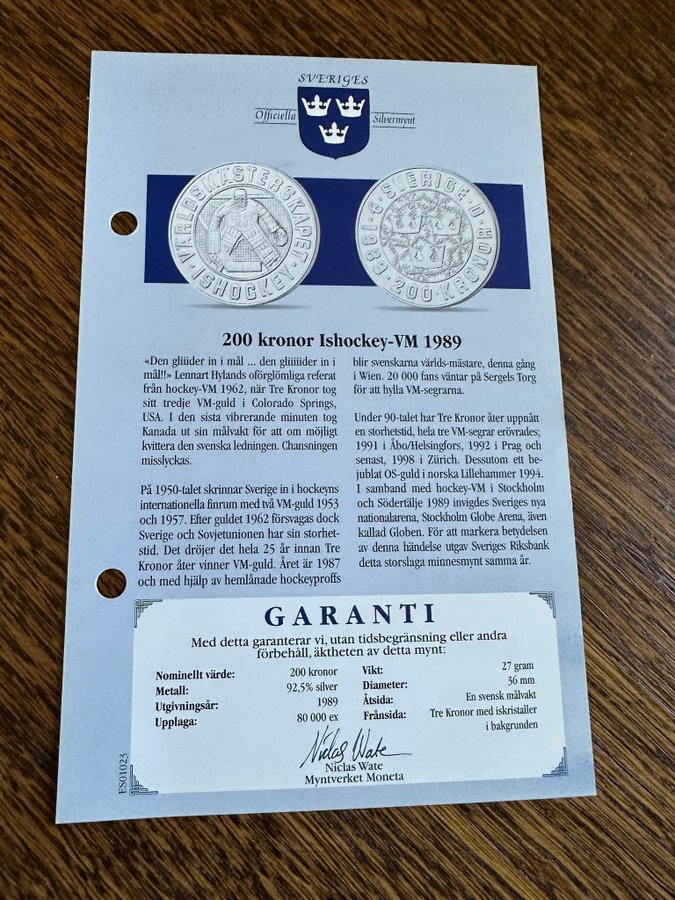 SVERIGES
Officiella
Silvermynt
VÄRLDSMÄSTERSKAPET
ISHOCKEY
SVERIGE
1989
200 KRONOR
200 kronor Ishockey-VM 1989
«Den gliiider in i mål ... den gliiiiider in i
mål!!» Lennart Hylands oförglömliga referat
från hockey-VM 1962, när Tre Kronor tog
sitt tredje VM-guld i Colorado Springs,
USA. I den sista vibrerande minuten tog
Kanada ut sin målvakt för att om möjligt
kvittera den svenska ledningen. Chansningen
misslyckas.
På 1950-talet skrinnar Sverige in i hockeyns
internationella finrum med två VM-guld 1953
och 1957. Efter guldet 1962 försvagas dock
Sverige och Sovjetunionen har sin storhet-
stid. Det dröjer det hela 25 år innan Tre
Kronor åter vinner VM-guld. Året är 1987
och med hjälp av hemlånade hockeyproffs
blir svenskarna världs-mästare, denna gång
i Wien. 20 000 fans väntar på Sergels Torg
för att hylla VM-segrarna.
Under 90-talet har Tre Kronor åter uppnått
en storhetstid, hela tre VM-segrar erövrades;
1991 i Åbo/Helsingfors, 1992 i Prag och
senast, 1998 i Zürich. Dessutom ett be-
jublat OS-guld i norska Lillehammer 1994.
I samband med hockey-VM i Stockholm
och Södertälje 1989 invigdes Sveriges nya
nationalarena, Stockholm Globe Arena, även
kallad Globen. För att markera betydelsen
av denna händelse utgav Sveriges Riksbank
detta storslaga minnesmynt samma år.
GARANTI
Med detta garanterar vi, utan tidsbegränsning eller andra
förbehåll, äktheten av detta mynt:
Nominellt värde: 200 kronor
Metall: 92,5% silver
Utgivningsår: 1989
Upplaga: 80 000 ex
Vikt: 27 gram
Diameter: 36 mm
Åtsida: En svensk målvakt
Frånsida: Tre Kronor med iskristaller
i bakgrunden
Niclas Wate
Niclas Wate
Myntverket Moneta
ES01023